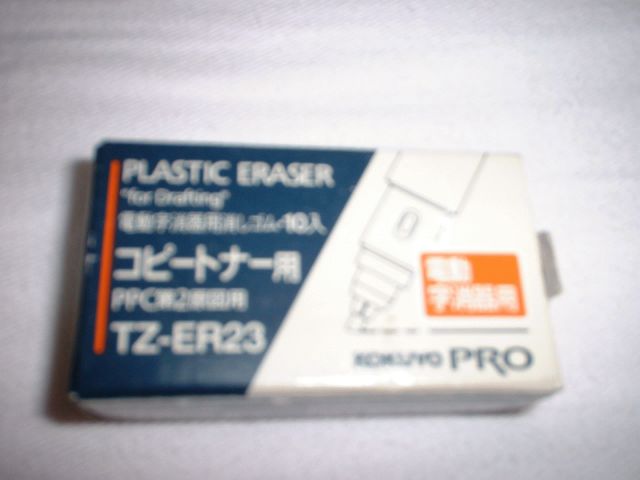 PLASTIC ERASER
"for Drafting"
電動字消器用消しゴム・10入
コピートナー用
PPC第2原図用
TZ-ER23
電動
字消器用
KOKUYO PRO